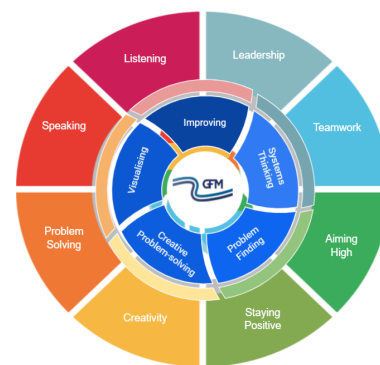 Listening
Leadership
Speaking
Improving
Teamwork
Visualising
Systems
Thinking
GFM
Problem
Solving
Creative
Problem-solving
Problem
Finding
Aiming
High
Creativity
Staying
Positive